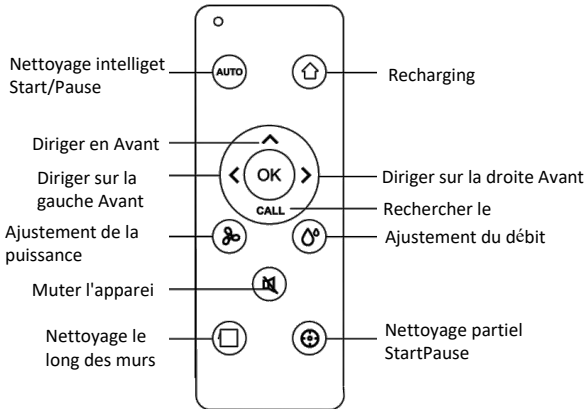 Nettoyage intelliget
Start/Pause
AUTO
Recharging
Diriger en Avant
Diriger sur la
gauche Avant
OK
Diriger sur la droite Avant
CALL
Rechercher le
Ajustement de la
puissance
Ajustement du débit
Muter l'apparei
Nettoyage le
long des murs
Nettoyage partiel
StartPause